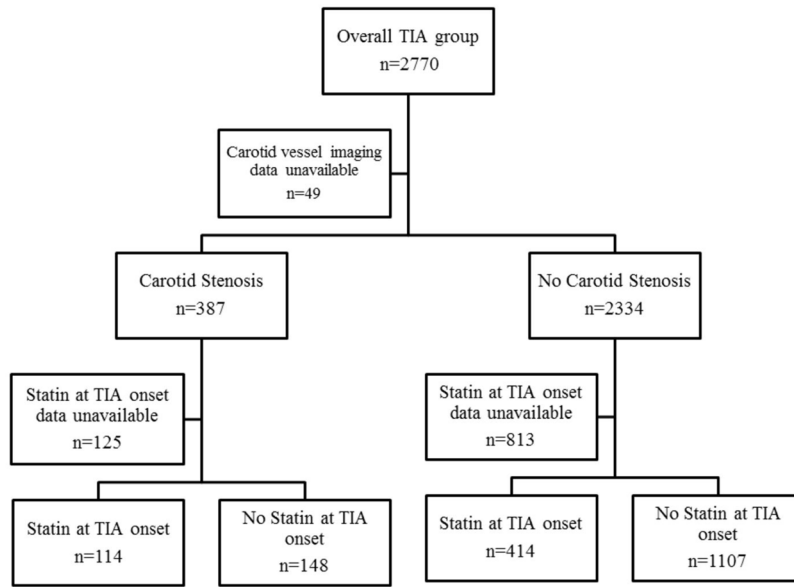 Overall TIA group
n=2770
Carotid vessel imaging
data unavailable
n=49
Carotid Stenosis
n=387
No Carotid Stenosis
n=2334
Statin at TIA onset
data unavailable
n=125
Statin at TIA onset
data unavailable
n=813
Statin at TIA onset
n=114
No Statin at TIA
onset
n=148
Statin at TIA onset
n=414
No Statin at TIA
onset
n=1107